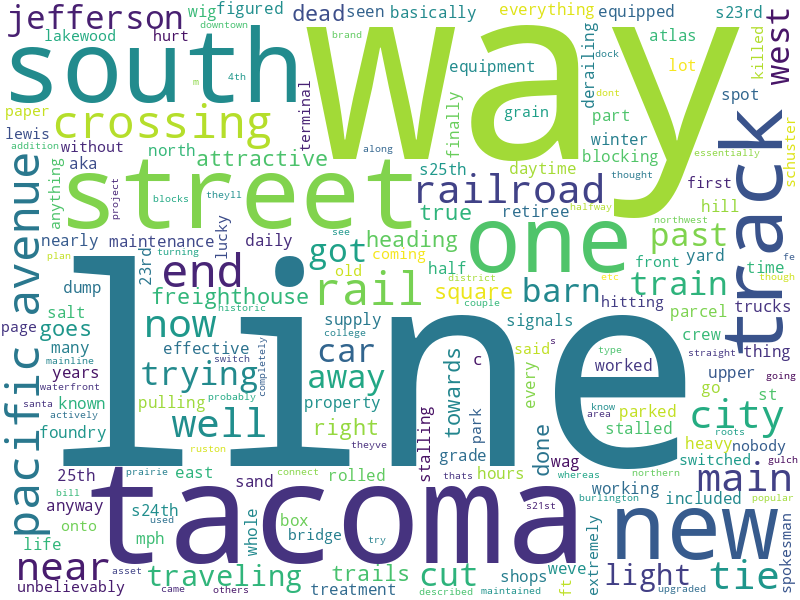 jefferson
wig
downtown
figured
dead
seen
basically
everything
o
equipped
s23rd
west
lakewood
hurt
m
4th
brand
dock
atlas
lot
killed
south
way
equipment
derailing
paper
crossing
terminal
finally
grain
dont
part
spot
lewis
without
addition
aka
north
attractive
along
thought
winter
blocking
essentially
schuster
avenue
anything
street
project
blocks
theyll
s25th
daytime
railroad
halfway
first
hill
track
true
retiree
northwest
nearly
maintenance
daily
lucky
see
got
heading
coming
one
past
front
yard
plan
turning
23rd
end
old
half
district
couple
barn
train
hitting
etc
time
fe
though
dump
salt
freighthouse
historic
rail
square
parcel
trucks
page
goes
now
supply
college
signals
crew
thing
many
mainline
effective
switch
completely
car
towards
c
said
s
type
worked
straight
going
years
waterfront
trying
probably
away
every
area
know
upper
santa
actively
pulling
property
park
parked
go
st
pacific
known
foundry
line
well
right
theyve
stalling
done
stalled
city
roots
prairie
ruston
thats
grade
wag
whereas
heavy
nobody
25th
east
rolled
connect
hours
northern
switched
gulch
bill
anyway
sand
tacoma
working
main
onto
s24th
used
box
s21st
new
burlington
included
popular
life
mph
whole
bridge
try
near
asset
traveling
trails
cut
shops
weve
ft
extremely
light
tie
spokesman
unbelievably
came
others
treatment
described
maintained
upgraded